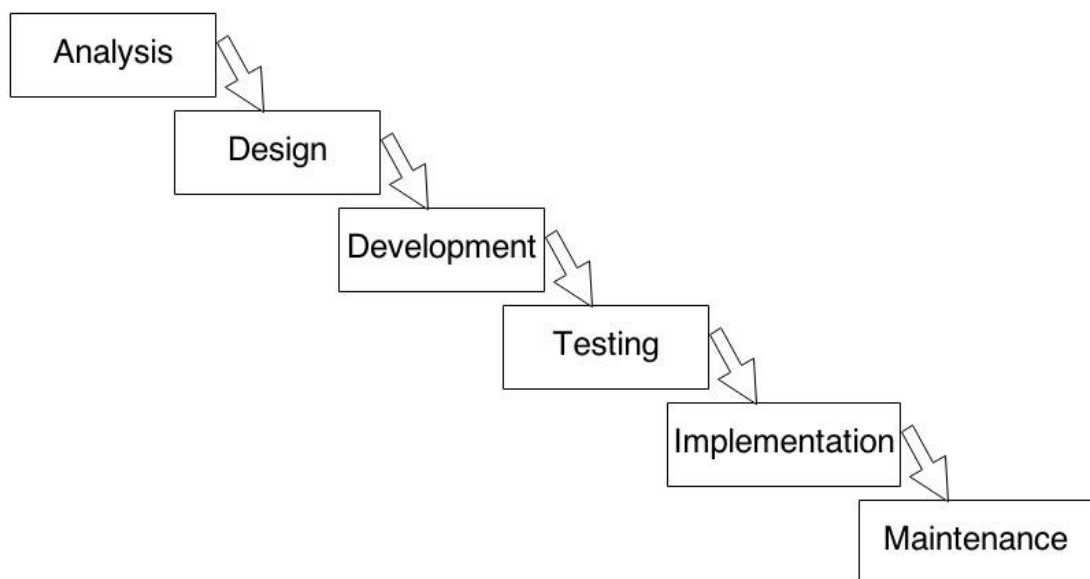 Analysis
Design
Development
Testing
Implementation
Maintenance